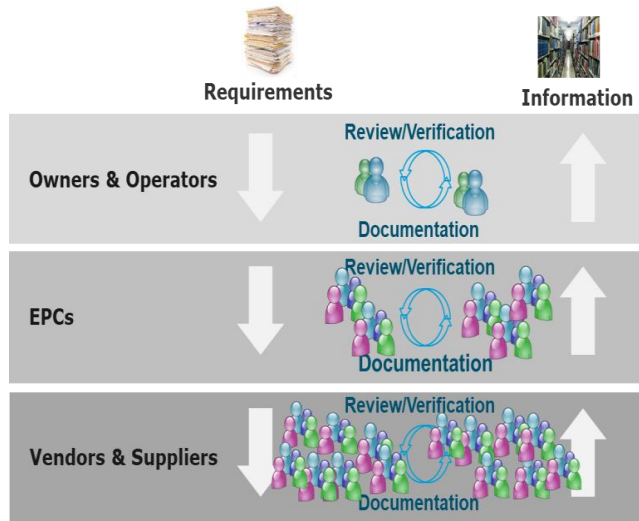 Requirements
Information
Owners & Operators
Review/Verification
Documentation
EPCs
Review/Verification
Documentation
Vendors & Suppliers
Review/Verification
Documentation